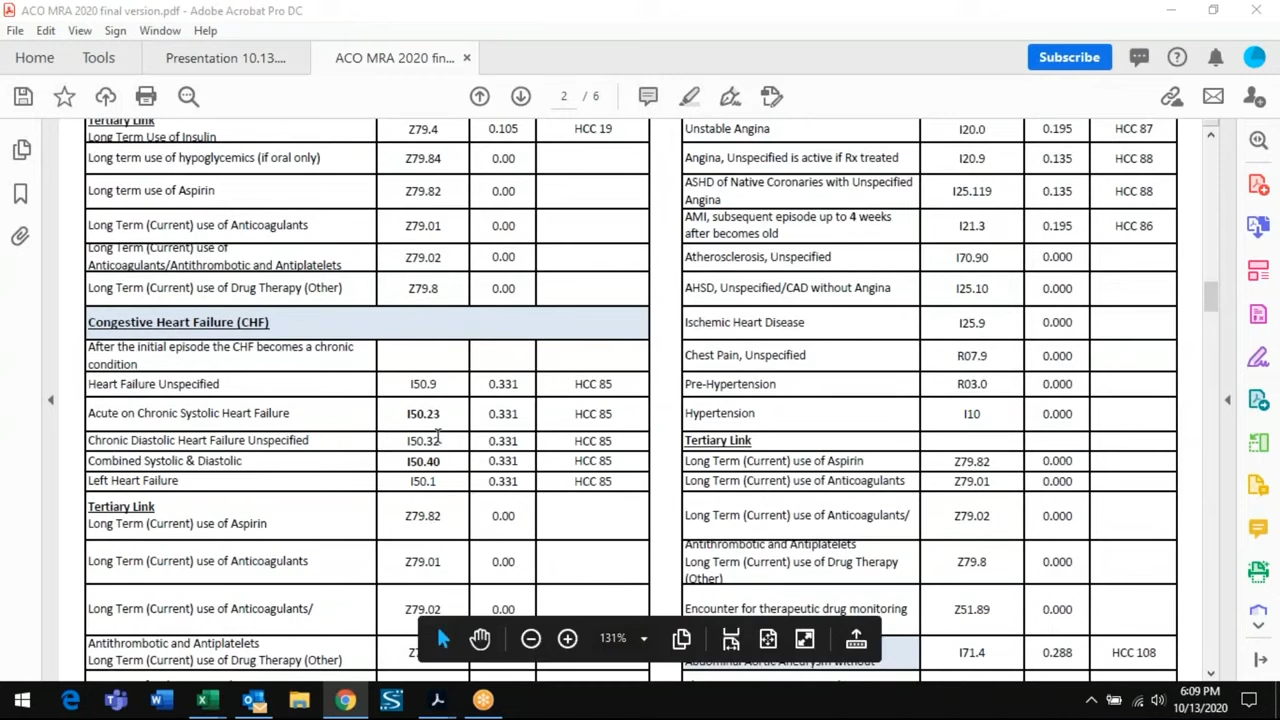 ACO MRA 2020 final version.pdf - Adobe Acrobat Pro DC
File Edit View Sign Window Help
Home Tools Presentation 10.13.... ACO MRA 2020 fin... × Subscribe
2 / 6
Tertiary Link
Long Term Use of Insulin Z79.4 0.105 HCC 19
Long term use of hypoglycemics (if oral only) Z79.84 0.00
Long term use of Aspirin Z79.82 0.00
Long Term (Current) use of Anticoagulants Z79.01 0.00
Long Term (Current) use of
Anticoagulants/Antithrombotic and Antiplatelets Z79.02 0.00
Long Term (Current) use of Drug Therapy (Other) Z79.8 0.00
Congestive Heart Failure (CHF)
After the initial episode the CHF becomes a chronic
condition
Heart Failure Unspecified I50.9 0.331 HCC 85
Acute on Chronic Systolic Heart Failure I50.23 0.331 HCC 85
Chronic Diastolic Heart Failure Unspecified I50.32 0.331 HCC 85
Combined Systolic & Diastolic I50.40 0.331 HCC 85
Left Heart Failure I50.1 0.331 HCC 85
Tertiary Link
Long Term (Current) use of Aspirin Z79.82 0.00
Long Term (Current) use of Anticoagulants Z79.01 0.00
Long Term (Current) use of Anticoagulants/ Z79.02 0.00
Antithrombotic and Antiplatelets
Long Term (Current) use of Drug Therapy (Other)
Unstable Angina I20.0 0.195 HCC 87
Angina, Unspecified is active if Rx treated I20.9 0.135 HCC 88
ASHD of Native Coronaries with Unspecified
Angina I25.119 0.135 HCC 88
AMI, subsequent episode up to 4 weeks
after becomes old I21.3 0.195 HCC 86
Atherosclerosis, Unspecified I70.90 0.000
AHSD, Unspecified/CAD without Angina I25.10 0.000
Ischemic Heart Disease I25.9 0.000
Chest Pain, Unspecified R07.9 0.000
Pre-Hypertension R03.0 0.000
Hypertension I10 0.000
Tertiary Link
Long Term (Current) use of Aspirin Z79.82 0.000
Long Term (Current) use of Anticoagulants Z79.01 0.000
Long Term (Current) use of Anticoagulants/ Z79.02 0.000
Antithrombotic and Antiplatelets
Long Term (Current) use of Drug Therapy
(Other) Z79.8 0.000
Encounter for therapeutic drug monitoring Z51.89 0.000
Abdominal Aortic Aneurysm without I71.4 0.288 HCC 108
131%
6:09 PM
10/13/2020